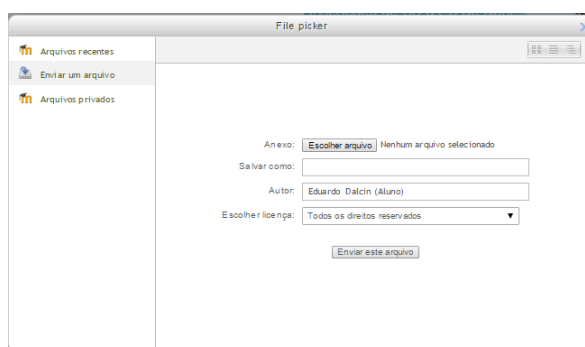 File picker
Arquivos recentes
Enviar um arquivo
Arquivos privados
Anexo: Escolher arquivo Nenhum arquivo selecionado
Salvar como:
Autor: Eduardo Dalcin (Aluno)
Escolher licença: Todos os direitos reservados
Enviar este arquivo